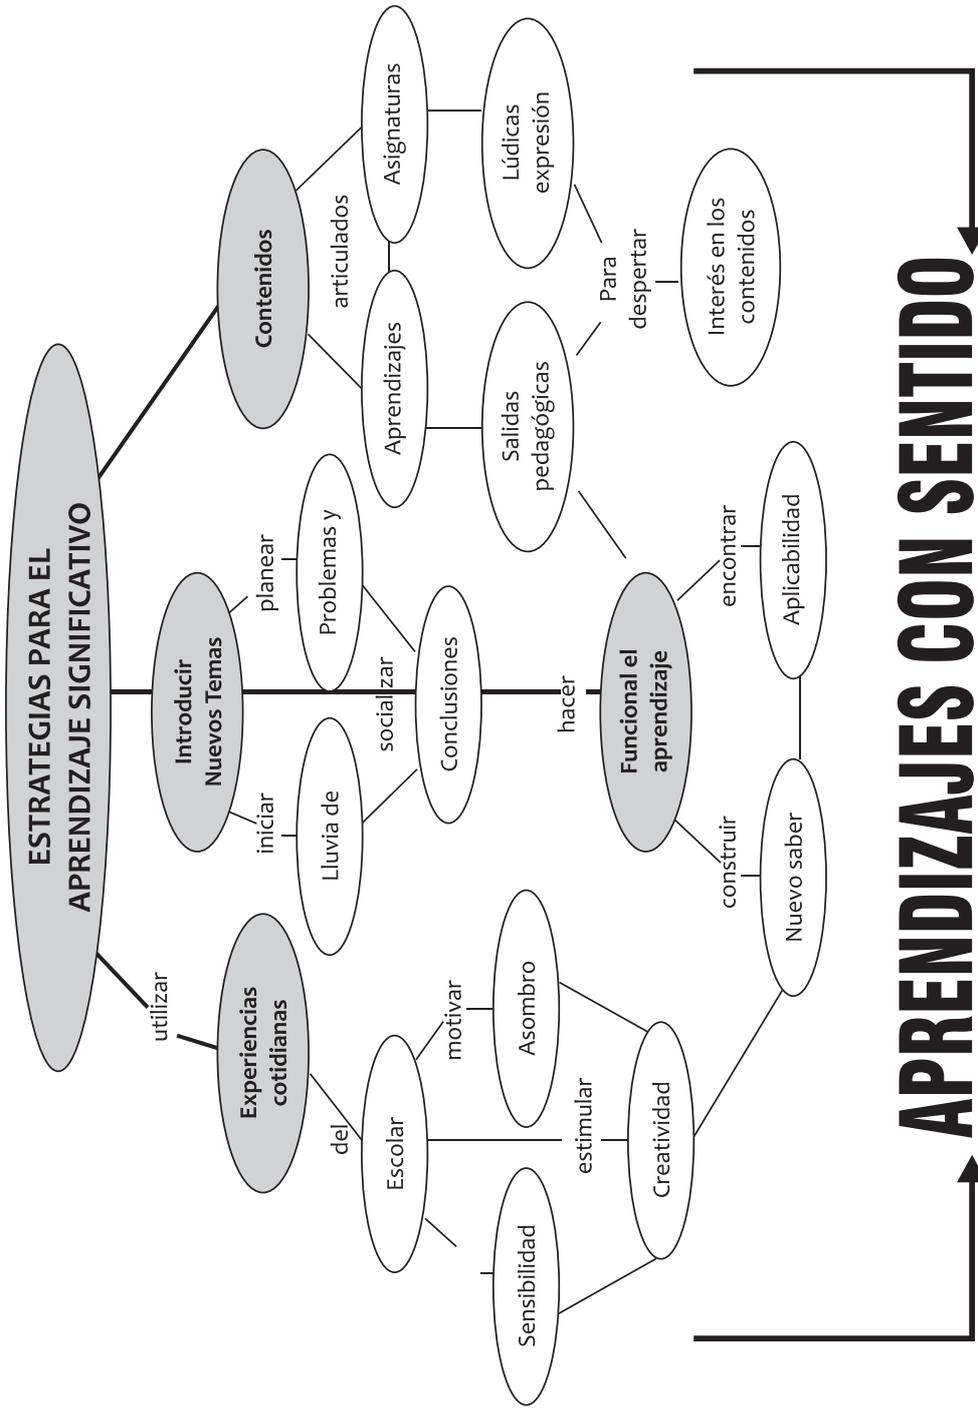 ESTRATEGIAS PARA EL
APRENDIZAJE SIGNIFICATIVO
utilizar
Experiencias
cotidianas
Introducir
Nuevos Temas
Contenidos
del
iniciar
planear
articulados
Escolar
Lluvia de
Problemas y
Aprendizajes
Asignaturas
motivar
socializar
Conclusiones
Sensibilidad
Asombro
Salidas
pedagógicas
Lúdicas
expresión
estimular
hacer
Para
despertar
Creatividad
Funcional el
aprendizaje
Interés en los
contenidos
construir
encontrar
Nuevo saber
Aplicabilidad
APRENDIZAJES CON SENTIDO